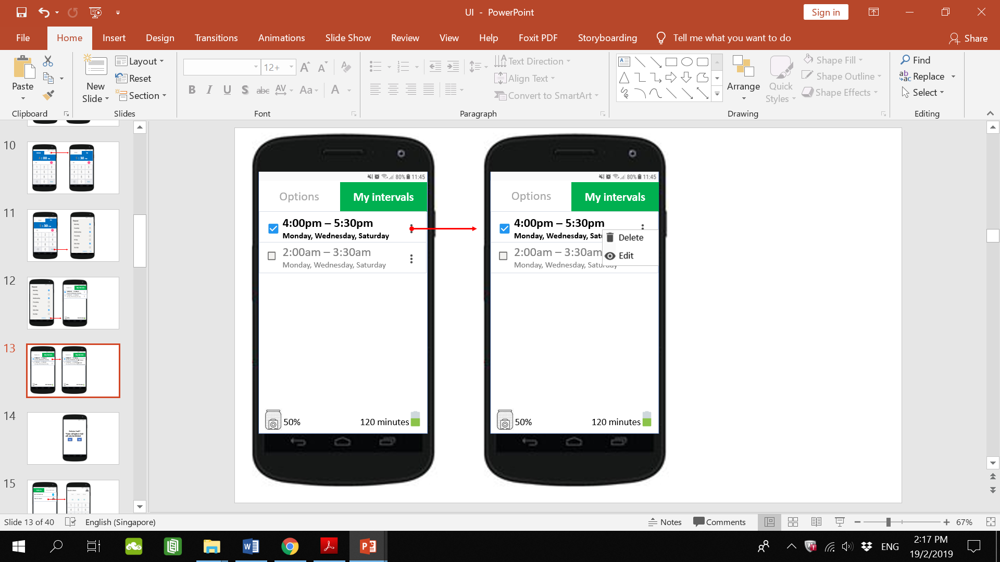 UI - PowerPoint
Sign in
File Home Insert Design Transitions Animations Slide Show Review View Help Foxit PDF Storyboarding Tell me what you want to do Share
Paste
Clipboard
New
Slide
Layout
Reset
Section
Slides
12+
Font
Text Direction
Align Text
Convert to SmartArt
Paragraph
Arrange
Quick
Styles
Shape Fill
Shape Outline
Shape Effects
Drawing
Find
Replace
Select
Editing
10
11
12
13
14
15
80% 11:45
Options My intervals
4:00pm – 5:30pm
Monday, Wednesday, Saturday
2:00am – 3:30am
Monday, Wednesday, Saturday
50% 120 minutes
80% 11:45
Options My intervals
4:00pm – 5:30pm
Monday, Wednesday, Satu
Delete
2:00am – 3:30am
Edit
Monday, Wednesday, Saturday
50% 120 minutes
Slide 13 of 40 English (Singapore) Notes Comments 67%
ENG
2:17 PM
19/2/2019